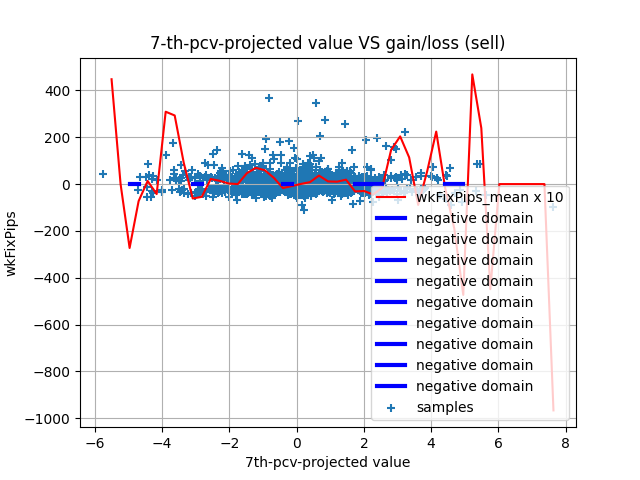 7-th-pcv-projected value VS gain/loss (sell)
wkFixPips
400
200
0
−200
−400
−600
−800
−1000
wkFixPips_mean x 10
negative domain
negative domain
negative domain
negative domain
negative domain
negative domain
negative domain
negative domain
negative domain
samples
−6 −4 −2 0 2 4 6 8
7th-pcv-projected value